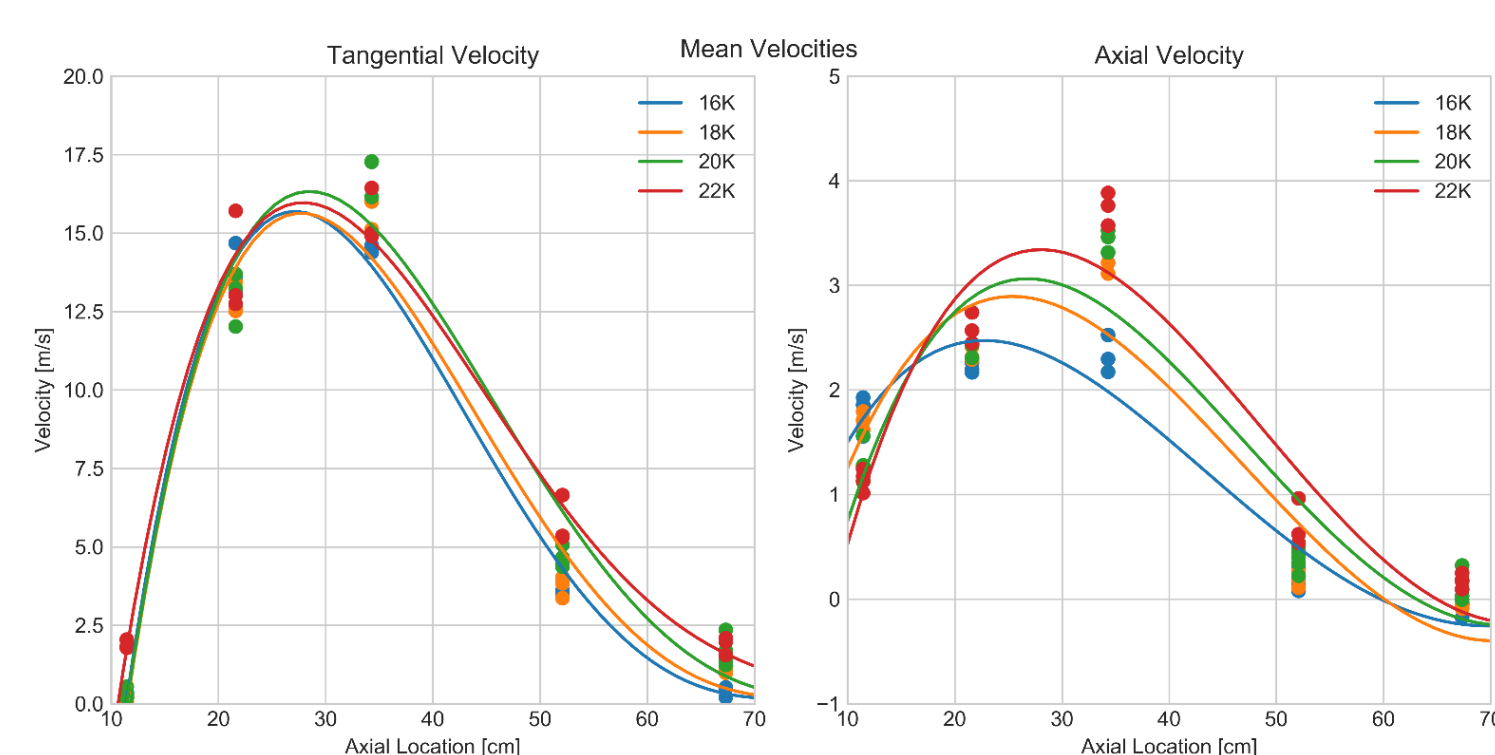 Mean Velocities
Tangential Velocity
20.0
17.5
15.0
12.5
10.0
7.5
5.0
2.5
0.0
Velocity [m/s]
10 20 30 40 50 60 70
Axial Location [cm]
16K
18K
20K
22K
Axial Velocity
5
4
3
2
1
0
−1
Velocity [m/s]
10 20 30 40 50 60 70
Axial Location [cm]
16K
18K
20K
22K